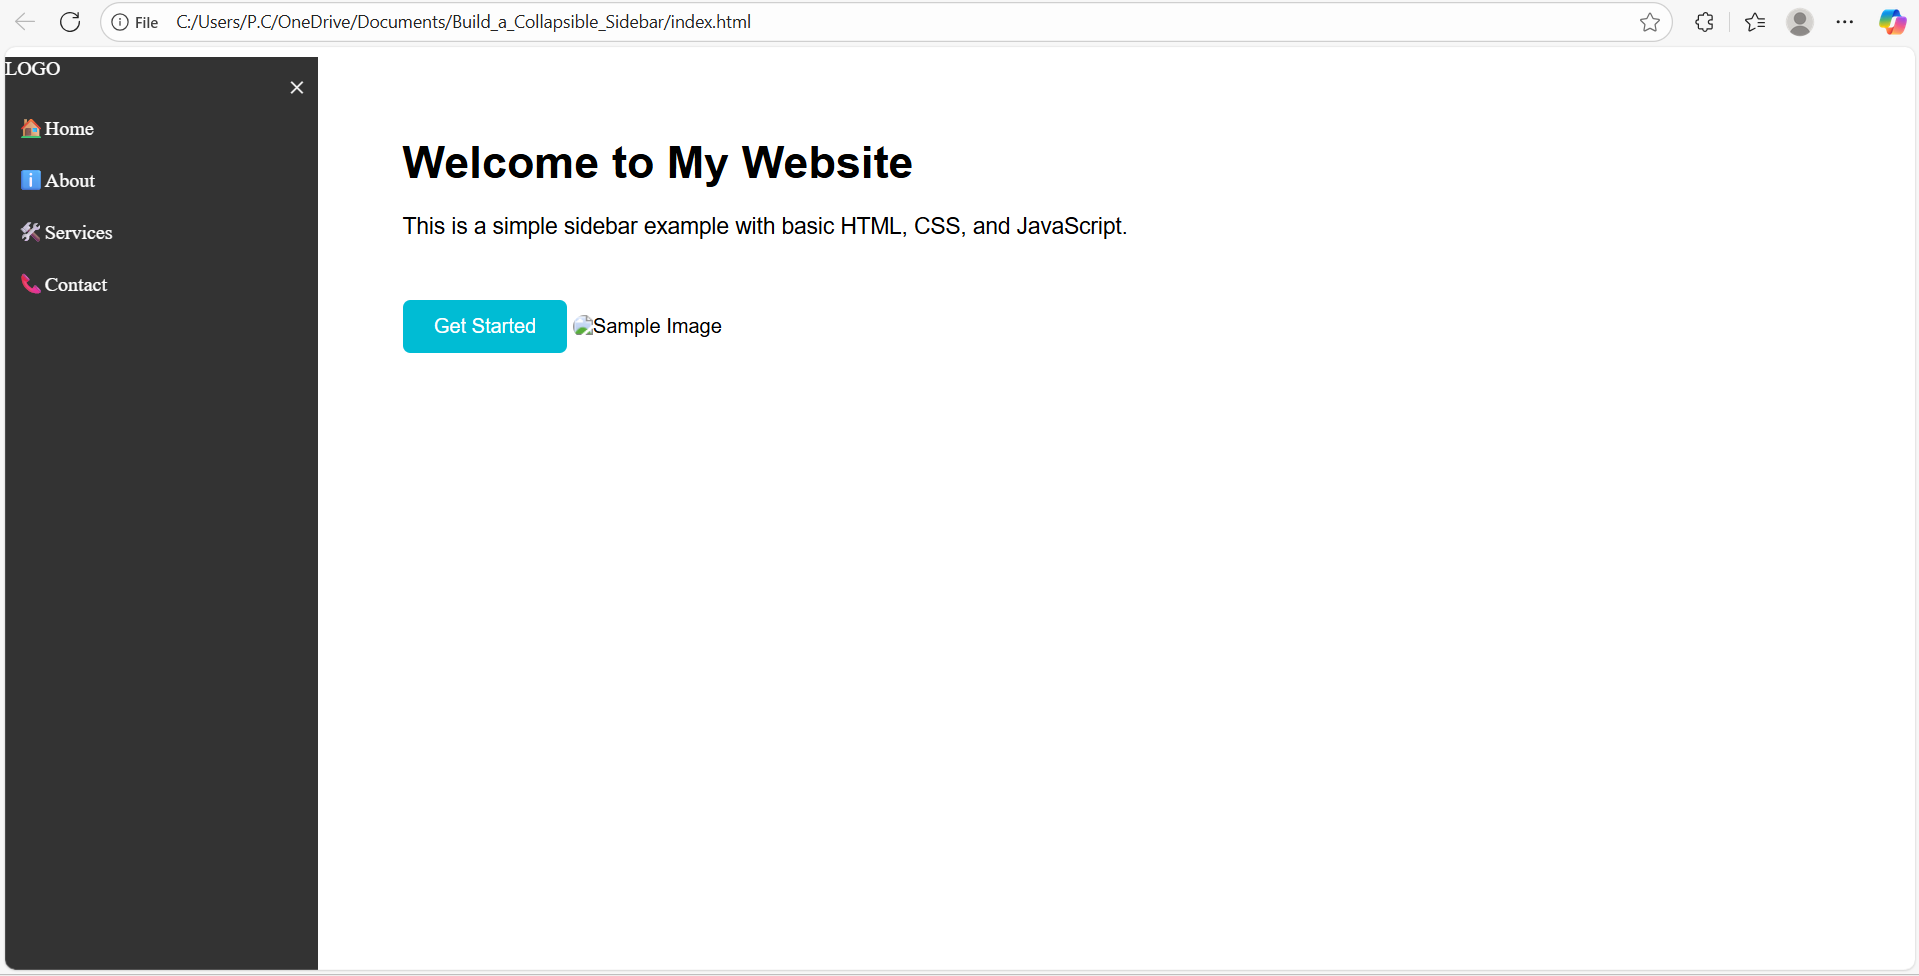 File C:/Users/P.C/OneDrive/Documents/Build_a_Collapsible_Sidebar/index.html
LOGO
Home
About
Services
Contact
Welcome to My Website
This is a simple sidebar example with basic HTML, CSS, and JavaScript.
Get Started Sample Image